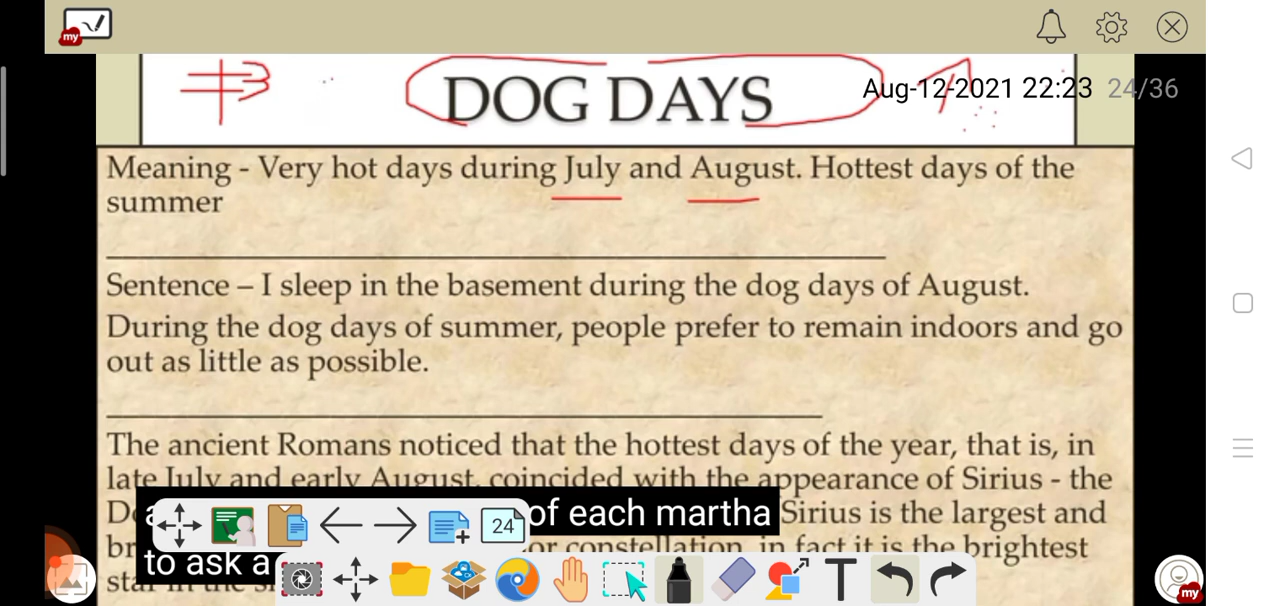 my
DOG DAYS
Aug-12-2021 22:23 24/36
Meaning - Very hot days during July and August. Hottest days of the
summer
Sentence – I sleep in the basement during the dog days of August.
During the dog days of summer, people prefer to remain indoors and go
out as little as possible.
The ancient Romans noticed that the hottest days of the year, that is, in
late July and early August, coincided with the appearance of Sirius - the
Sirius is the largest and
constellation, in fact it is the brightest
24
of each martha
to ask a
T
my